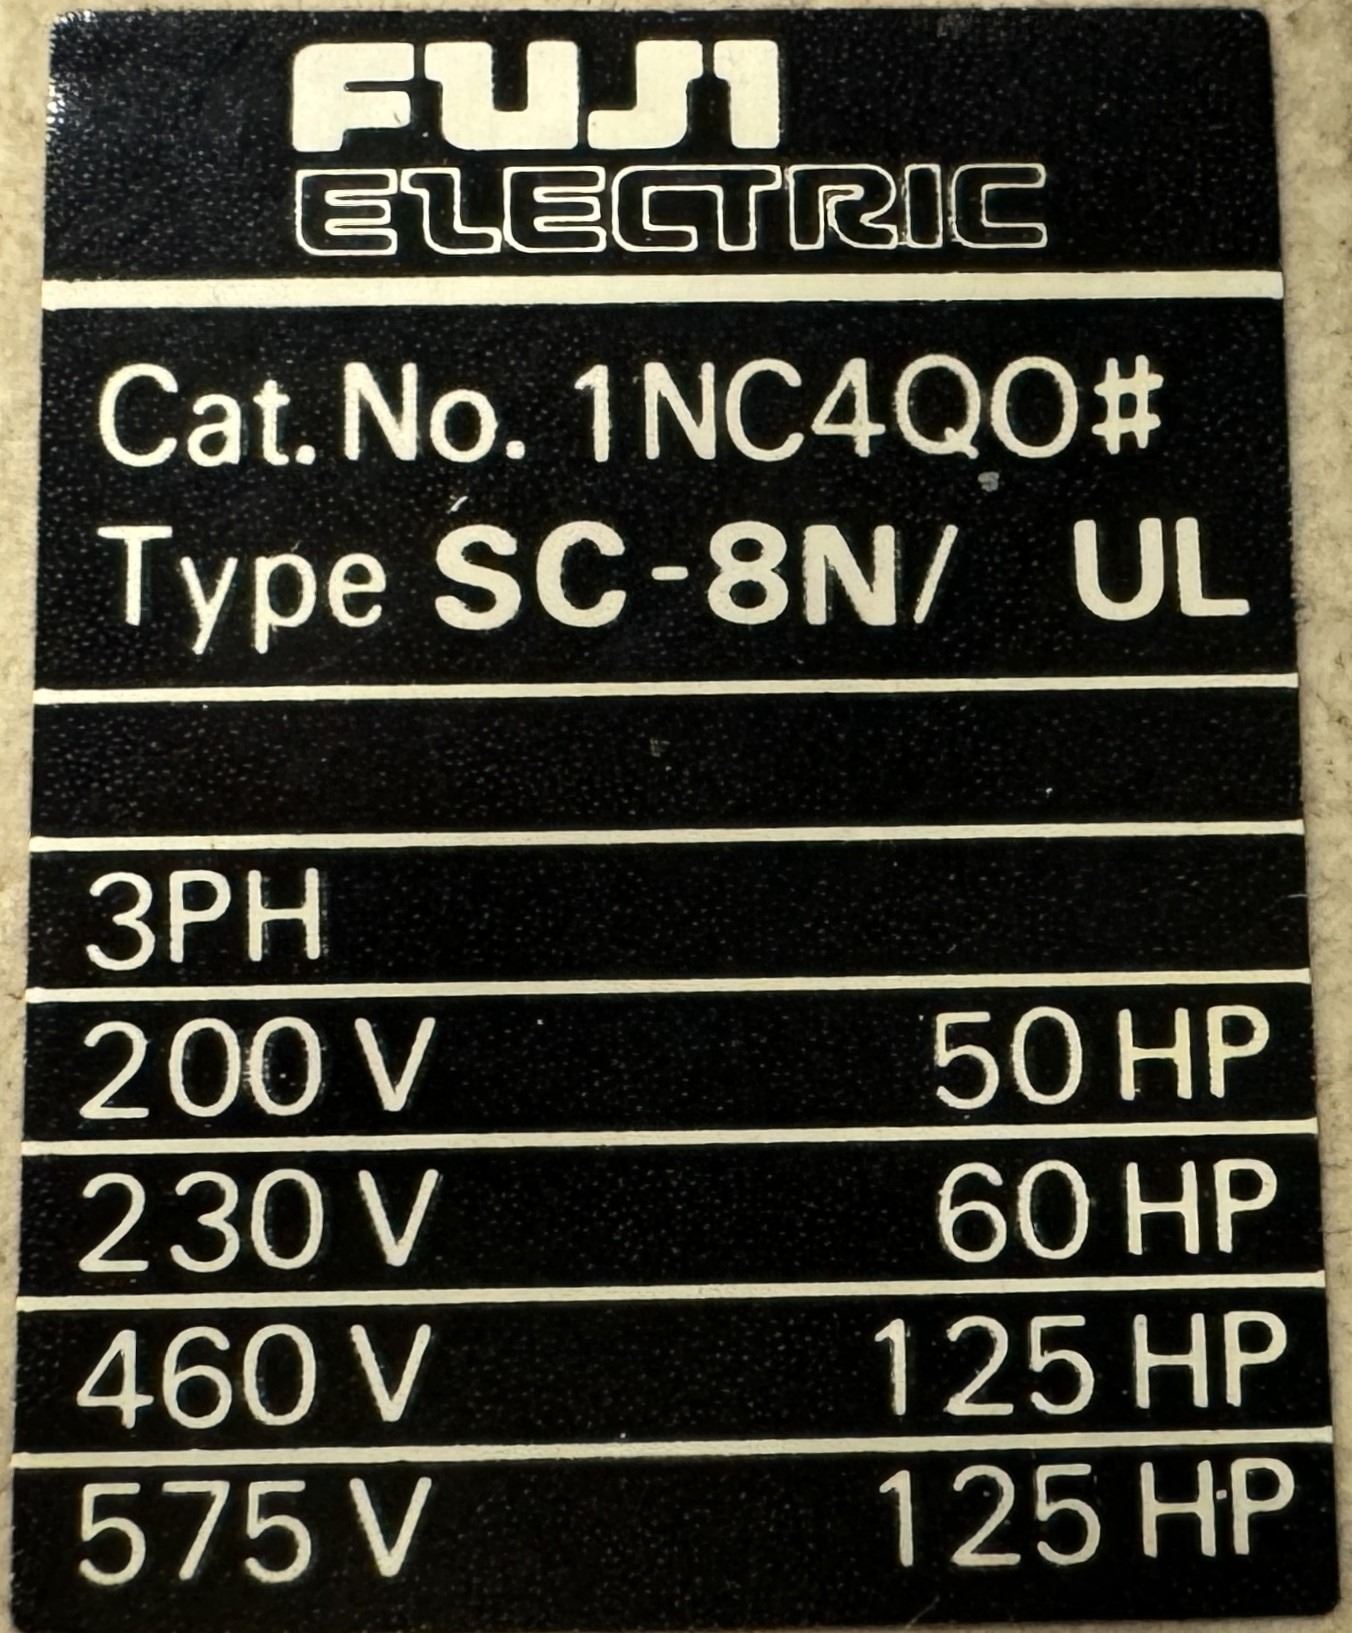 FUJI
ELECTRIC
Cat. No. 1NC4Q0#
Type SC-8N/ UL
3PH
200 V 50 HP
230 V 60 HP
460 V 125 HP
575 V 125 HP